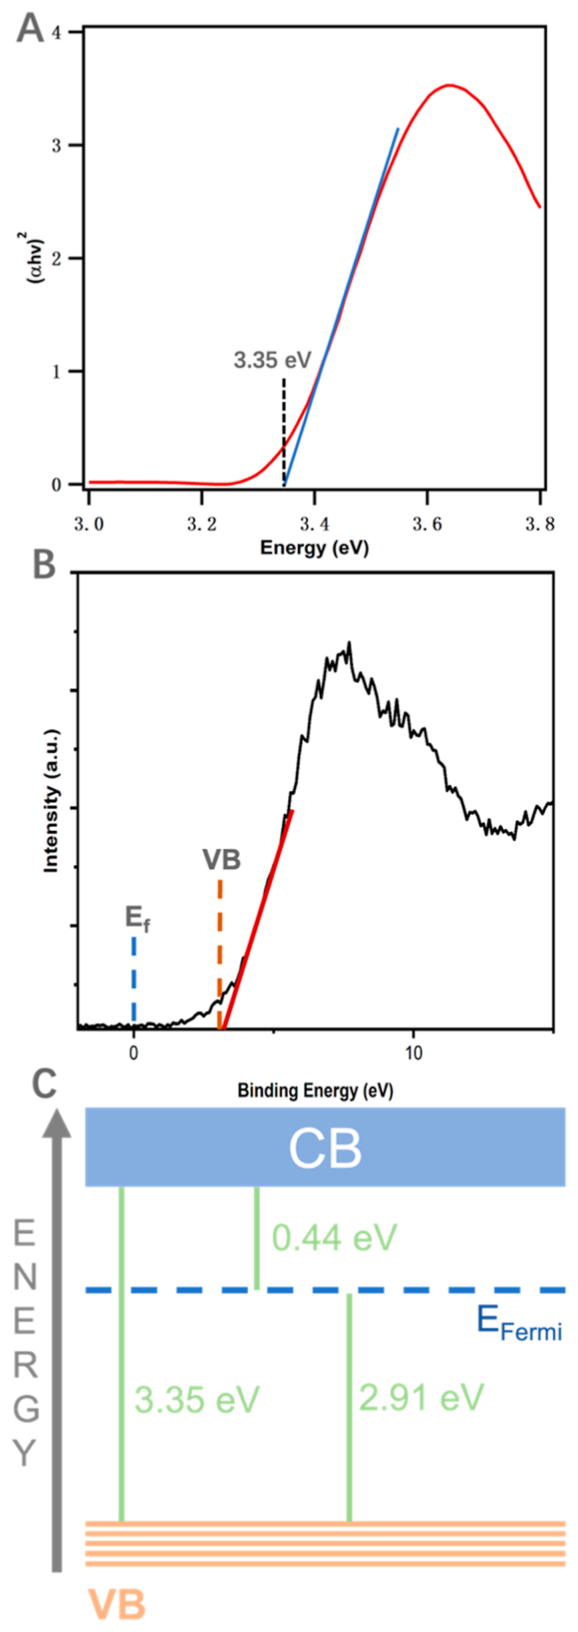 A
4
3
2
1
0
(αhν)²
3.35 eV
3.0 3.2 3.4 3.6 3.8
Energy (eV)
B
Intensity (a.u.)
VB
Ef
0 10
Binding Energy (eV)
C
CB
ENERGY
0.44 eV
EFermi
3.35 eV
2.91 eV
VB